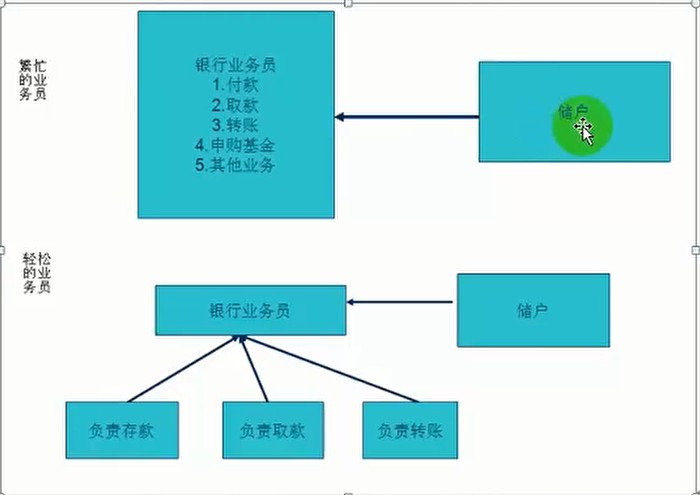 繁忙
的业
务员
银行业务员
1.付款
2.取款
3.转账
4.申购基金
5.其他业务
储户
轻松
的业
务员
银行业务员
储户
负责存款
负责取款
负责转账